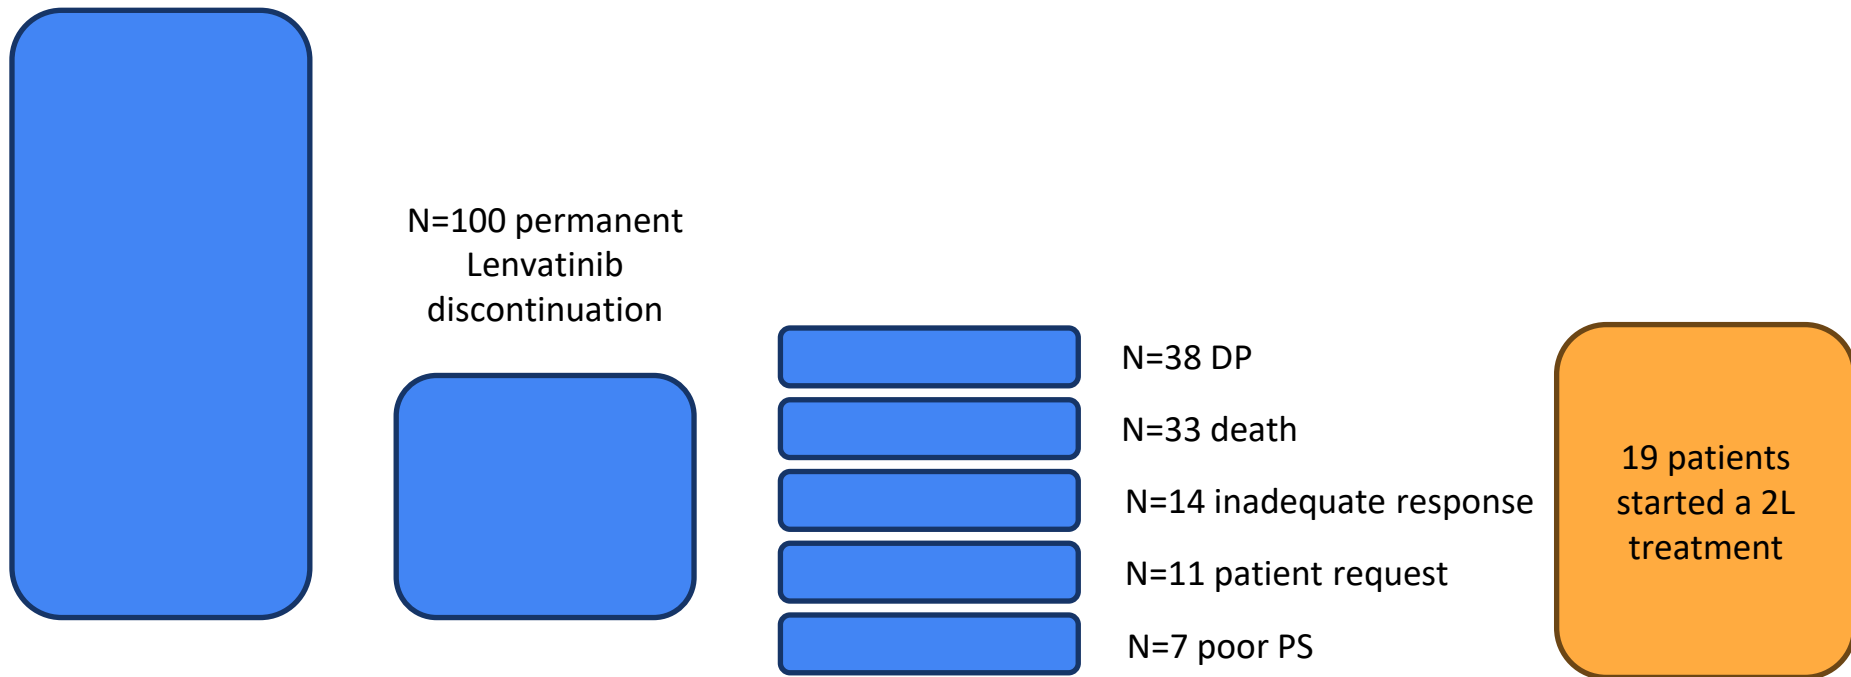 N=100 permanent
Lenvatinib
discontinuation
N=38 DP
N=33 death
N=14 inadequate response
N=11 patient request
N=7 poor PS
19 patients
started a 2L
treatment